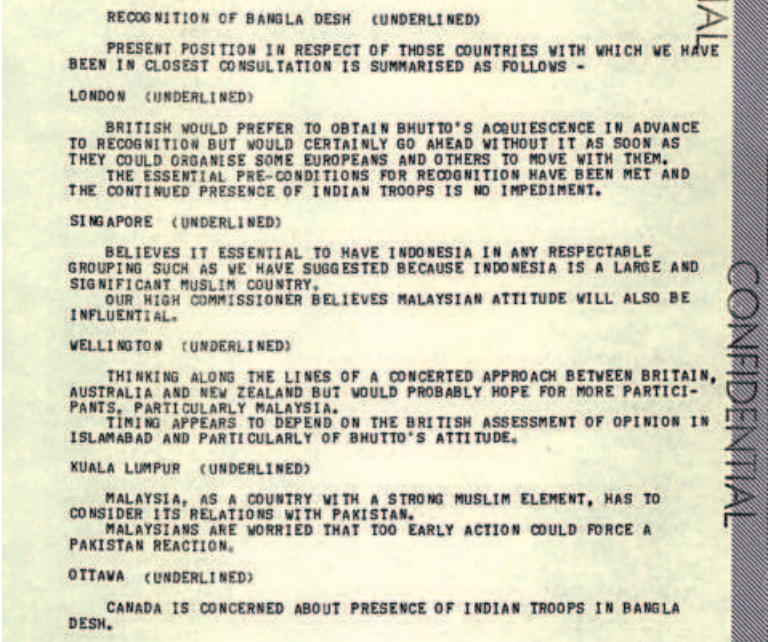 RECOGNITION OF BANGLA DESH (UNDERLINED)
PRESENT POSITION IN RESPECT OF THOSE COUNTRIES WITH WHICH WE HAVE
BEEN IN CLOSEST CONSULTATION IS SUMMARISED AS FOLLOWS -
LONDON (UNDERLINED)
BRITISH WOULD PREFER TO OBTAIN BHUTTO'S ACQUIESCENCE IN ADVANCE
TO RECOGNITION BUT WOULD CERTAINLY GO AHEAD WITHOUT IT AS SOON AS
THEY COULD ORGANISE SOME EUROPEANS AND OTHERS TO MOVE WITH THEM.
THE ESSENTIAL PRE-CONDITIONS FOR RECOGNITION HAVE BEEN MET AND
THE CONTINUED PRESENCE OF INDIAN TROOPS IS NO IMPEDIMENT.
SINGAPORE (UNDERLINED)
BELIEVES IT ESSENTIAL TO HAVE INDONESIA IN ANY RESPECTABLE
GROUPING SUCH AS WE HAVE SUGGESTED BECAUSE INDONESIA IS A LARGE AND
SIGNIFICANT MUSLIM COUNTRY.
OUR HIGH COMMISSIONER BELIEVES MALAYSIAN ATTITUDE WILL ALSO BE
INFLUENTIAL.
WELLINGTON (UNDERLINED)
THINKING ALONG THE LINES OF A CONCERTED APPROACH BETWEEN BRITAIN,
AUSTRALIA AND NEW ZEALAND BUT WOULD PROBABLY HOPE FOR MORE PARTICI-
PANTS, PARTICULARLY MALAYSIA.
TIMING APPEARS TO DEPEND ON THE BRITISH ASSESSMENT OF OPINION IN
ISLAMABAD AND PARTICULARLY OF BHUTTO'S ATTITUDE.
KUALA LUMPUR (UNDERLINED)
MALAYSIA, AS A COUNTRY WITH A STRONG MUSLIM ELEMENT, HAS TO
CONSIDER ITS RELATIONS WITH PAKISTAN.
MALAYSIANS ARE WORRIED THAT TOO EARLY ACTION COULD FORCE A
PAKISTAN REACTION.
OTTAWA (UNDERLINED)
CANADA IS CONCERNED ABOUT PRESENCE OF INDIAN TROOPS IN BANGLA
DESH.
IAL
CONFIDENTIAL